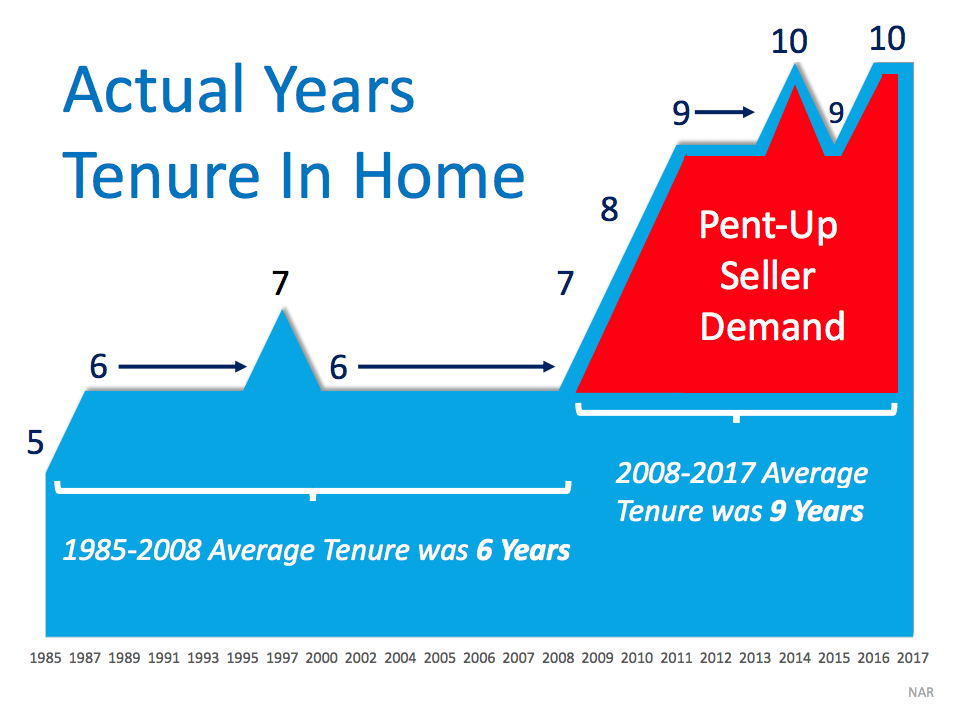 Actual Years
Tenure In Home
10
10
9
9
8
7
7
6
6
5
Pent-Up
Seller
Demand
2008-2017 Average
Tenure was 9 Years
1985-2008 Average Tenure was 6 Years
1985 1987 1989 1991 1993 1995 1997 2000 2002 2004 2005 2006 2007 2008 2009 2010 2011 2012 2013 2014 2015 2016 2017
NAR